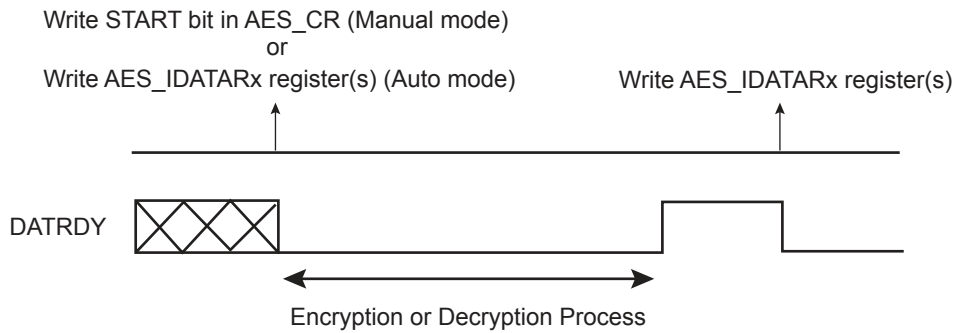 Write START bit in AES_CR (Manual mode)
or
Write AES_IDATARx register(s) (Auto mode)
Write AES_IDATARx register(s)
DATRDY
Encryption or Decryption Process